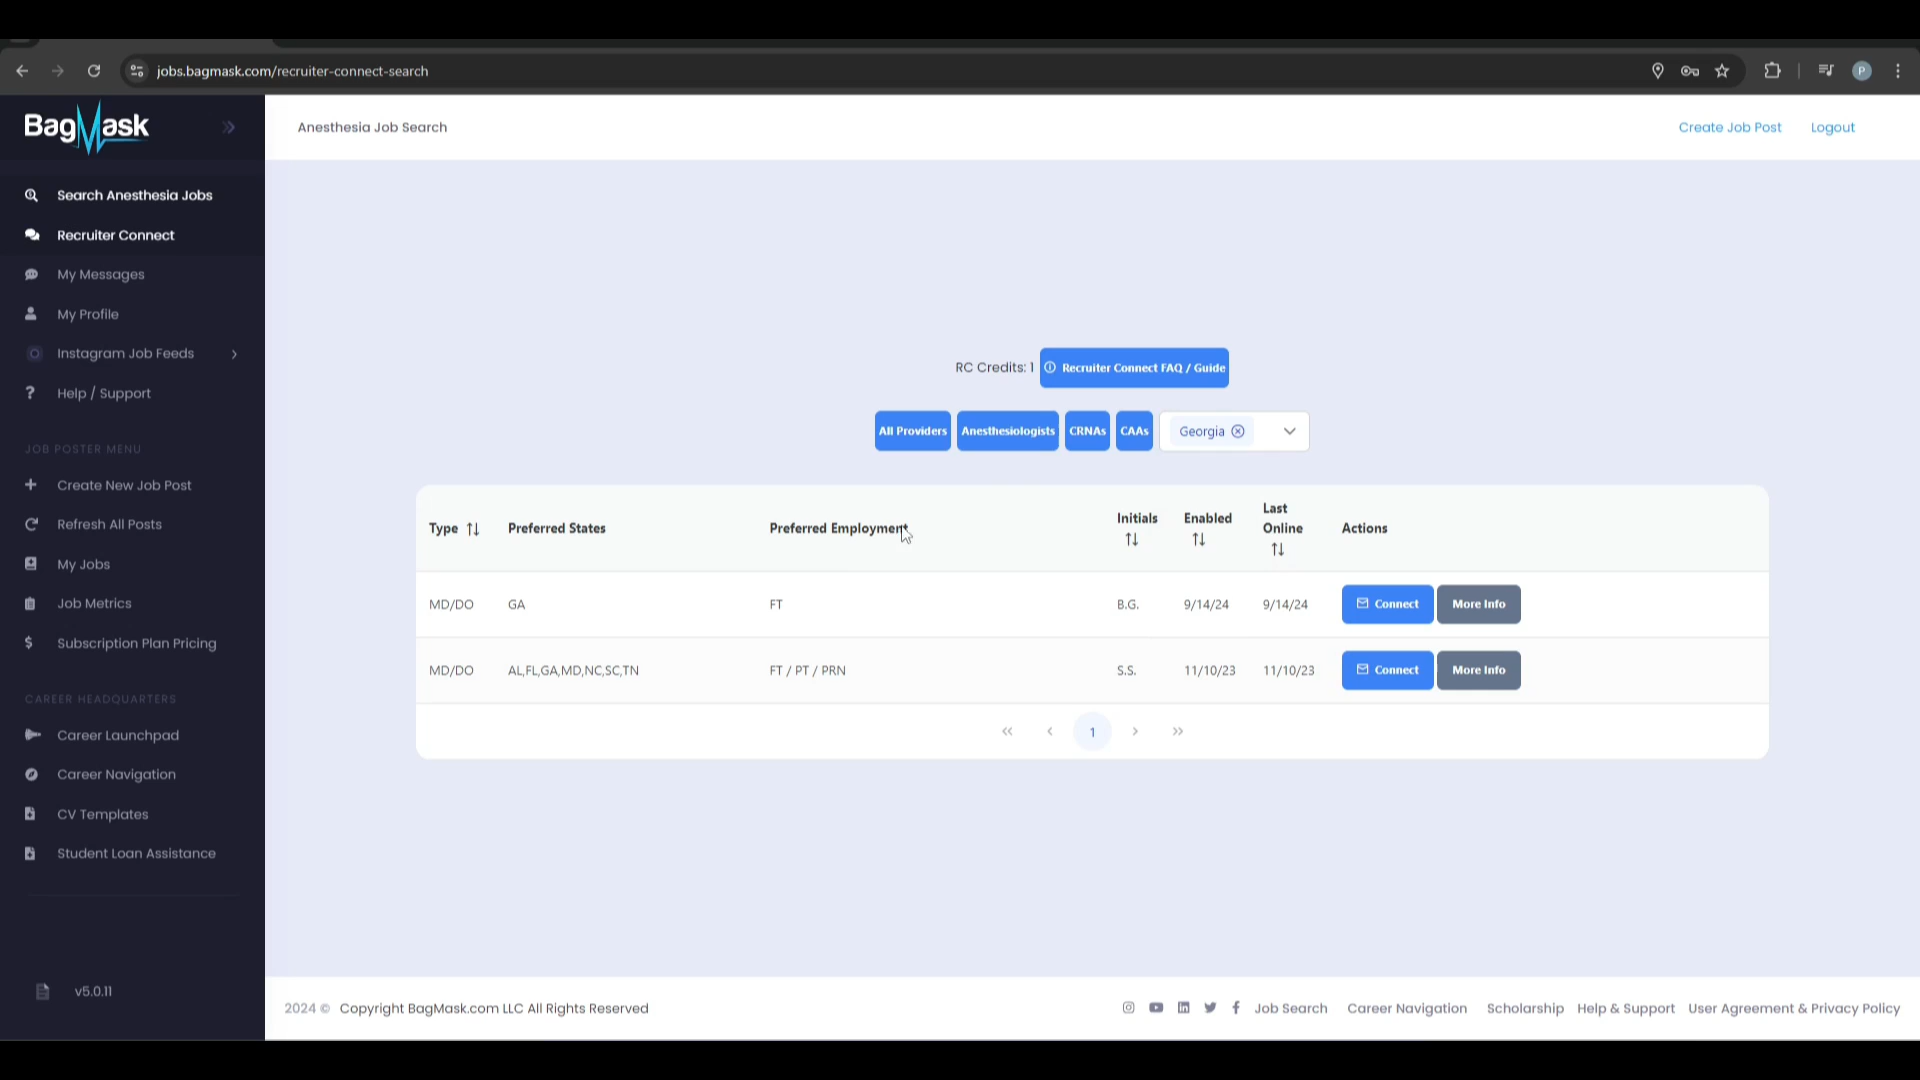 jobs.bagmask.com/recruiter-connect-search
P
BagMask
Anesthesia Job Search
Create Job Post
Logout
Search Anesthesia Jobs
Recruiter Connect
My Messages
My Profile
Instagram Job Feeds
Help / Support
JOB POSTER MENU
Create New Job Post
Refresh All Posts
My Jobs
Job Metrics
Subscription Plan Pricing
CAREER HEADQUARTERS
Career Launchpad
Career Navigation
CV Templates
Student Loan Assistance
v5.0.11
RC Credits: 1 Recruiter Connect FAQ / Guide
All Providers Anesthesiologists CRNAs CAAs Georgia
Type Preferred States Preferred Employment Initials Enabled Last Online Actions
MD/DO GA FT B.G. 9/14/24 9/14/24 Connect More Info
MD/DO AL,FL,GA,MD,NC,SC,TN FT / PT / PRN S.S. 11/10/23 11/10/23 Connect More Info
« ‹ 1 › »
2024 © Copyright BagMask.com LLC All Rights Reserved
Job Search Career Navigation Scholarship Help & Support User Agreement & Privacy Policy